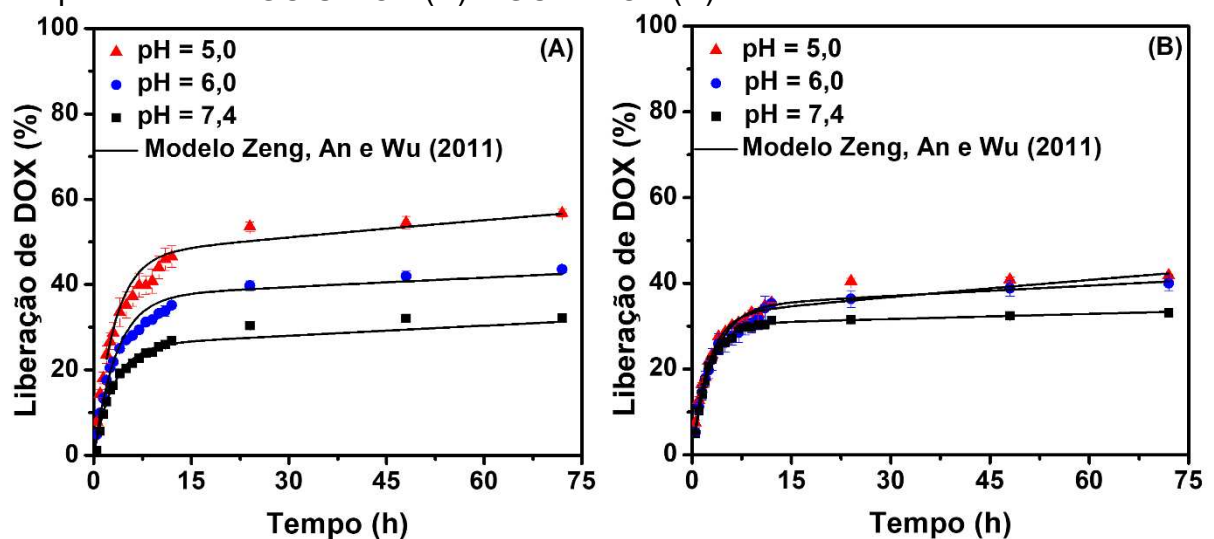 100
80
60
40
20
0
Liberação de DOX (%)
(A)
pH = 5,0
pH = 6,0
pH = 7,4
Modelo Zeng, An e Wu (2011)
0 15 30 45 60 75
Tempo (h)
100
80
60
40
20
0
Liberação de DOX (%)
(B)
pH = 5,0
pH = 6,0
pH = 7,4
Modelo Zeng, An e Wu (2011)
0 15 30 45 60 75
Tempo (h)